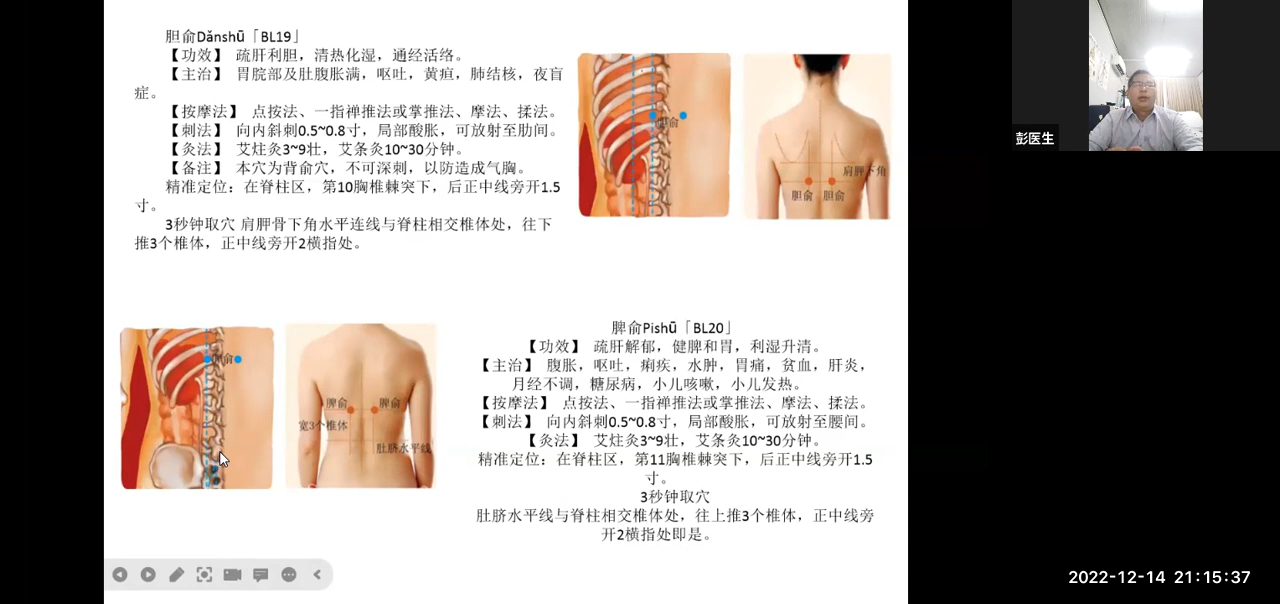 胆俞Dǎnshū「BL19」
【功效】 疏肝利胆，清热化湿，通经活络。
【主治】 胃脘部及肚腹胀满，呕吐，黄疸，肺结核，夜盲
症。
【按摩法】 点按法、一指禅推法或掌推法、摩法、揉法。
【刺法】 向内斜刺0.5~0.8寸，局部酸胀，可放射至肋间。
【灸法】 艾炷灸3~9壮，艾条灸10~30分钟。
【备注】 本穴为背俞穴，不可深刺，以防造成气胸。
精准定位：在脊柱区，第10胸椎棘突下，后正中线旁开1.5
寸。
3秒钟取穴 肩胛骨下角水平连线与脊柱相交椎体处，往下
推3个椎体，正中线旁开2横指处。
胆俞
肩胛下角
胆俞 胆俞
彭医生
脾俞
脾俞 脾俞
宽3个椎体
肚脐水平线
脾俞Pishū「BL20」
【功效】 疏肝解郁，健脾和胃，利湿升清。
【主治】 腹胀，呕吐，痢疾，水肿，胃痛，贫血，肝炎，
月经不调，糖尿病，小儿咳嗽，小儿发热。
【按摩法】 点按法、一指禅推法或掌推法、摩法、揉法。
【刺法】 向内斜刺0.5~0.8寸，局部酸胀，可放射至腰间。
【灸法】 艾炷灸3~9壮，艾条灸10~30分钟。
精准定位：在脊柱区，第11胸椎棘突下，后正中线旁开1.5
寸。
3秒钟取穴
肚脐水平线与脊柱相交椎体处，往上推3个椎体，正中线旁
开2横指处即是。
2022-12-14 21:15:37